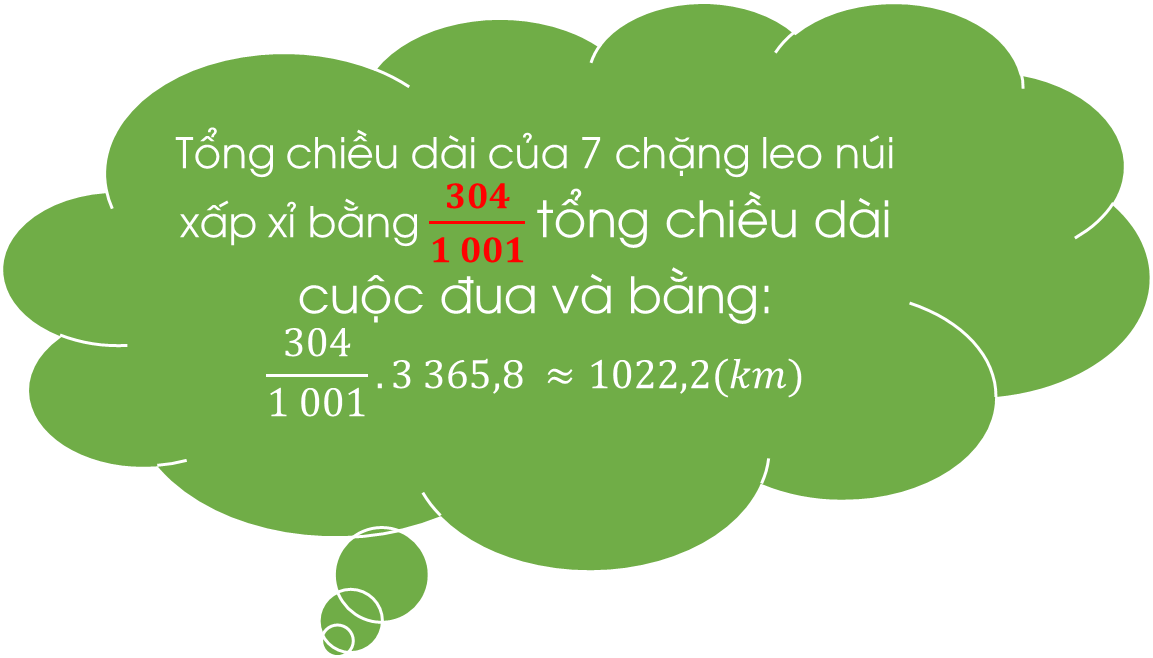 Tổng chiều dài của 7 chặng leo núi
xấp xỉ bằng 304/1 001 tổng chiều dài
cuộc đua và bằng:
304/1 001 . 3 365,8 ≈ 1022,2(km)